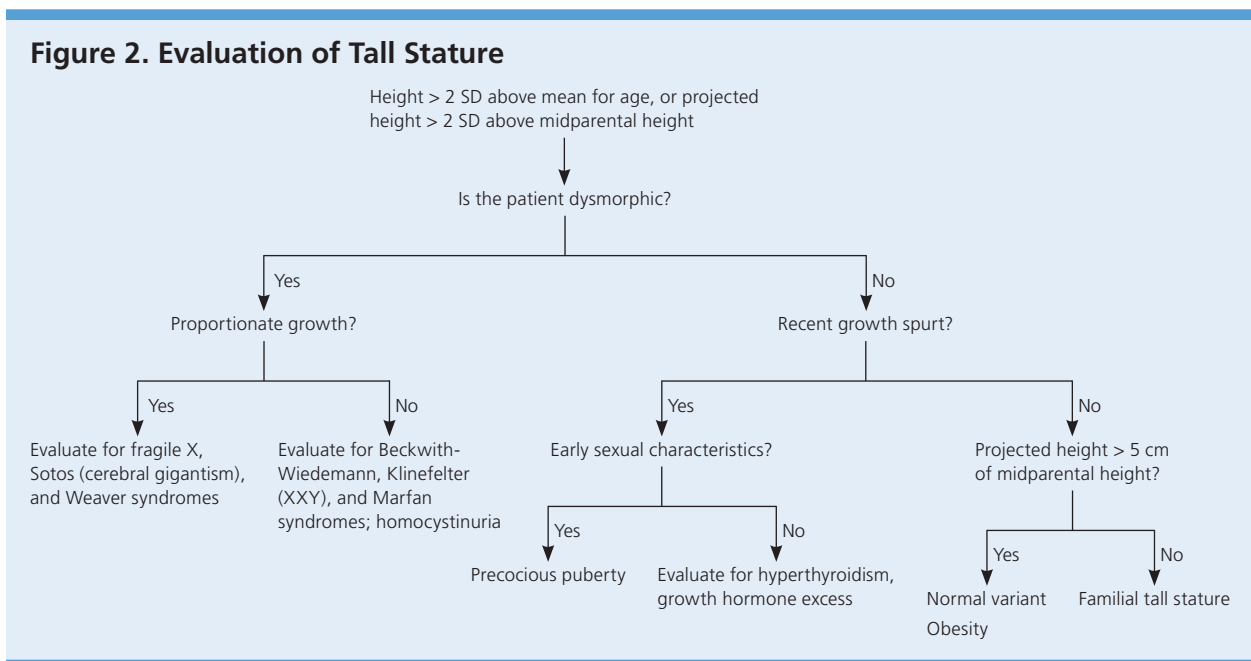 Figure 2. Evaluation of Tall Stature
Height > 2 SD above mean for age, or projected
height > 2 SD above midparental height
Is the patient dysmorphic?
Yes
No
Proportionate growth?
Recent growth spurt?
Yes
No
Yes
No
Evaluate for fragile X,
Sotos (cerebral gigantism),
and Weaver syndromes
Evaluate for Beckwith-
Wiedemann, Klinefelter
(XXY), and Marfan
syndromes; homocystinuria
Early sexual characteristics?
Projected height > 5 cm
of midparental height?
Yes
No
Yes
No
Precocious puberty
Evaluate for hyperthyroidism,
growth hormone excess
Normal variant
Obesity
Familial tall stature